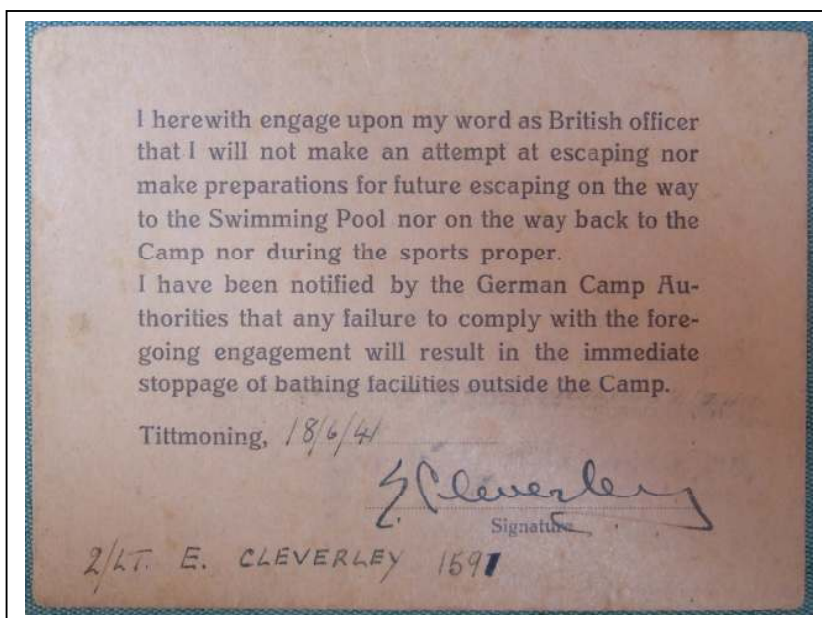 I herewith engage upon my word as British officer
that I will not make an attempt at escaping nor
make preparations for future escaping on the way
to the Swimming Pool nor on the way back to the
Camp nor during the sports proper.
I have been notified by the German Camp Au-
thorities that any failure to comply with the fore-
going engagement will result in the immediate
stoppage of bathing facilities outside the Camp.
Tittmoning, 18/6/41
E. Cleverley
Signature
2/LT. E. CLEVERLEY 1597